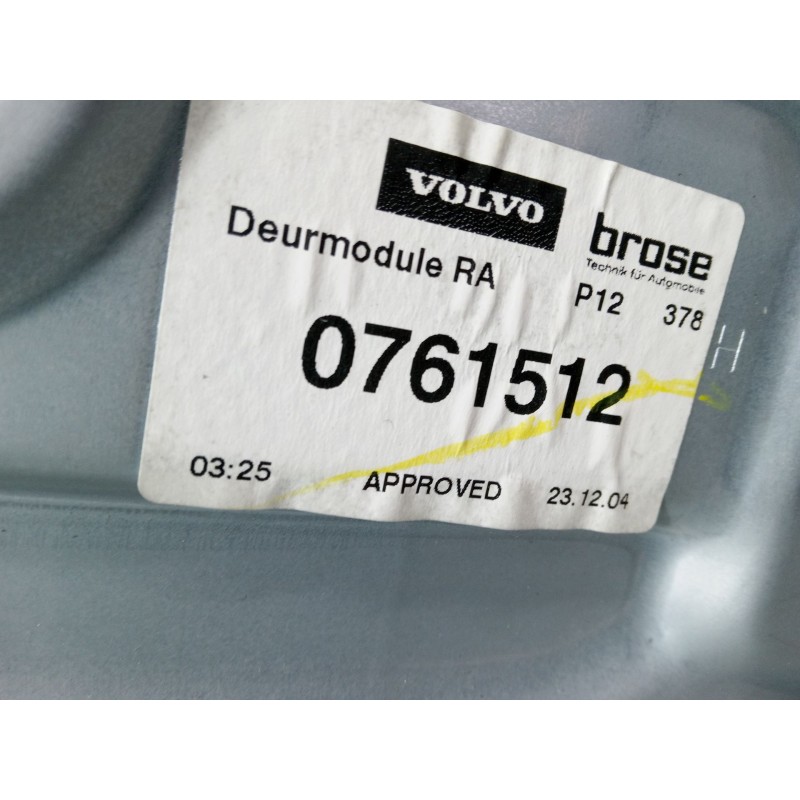 VOLVO
brose
Technik für Automobile
Deurmodule RA
P12 378
0761512
03:25 APPROVED 23.12.04